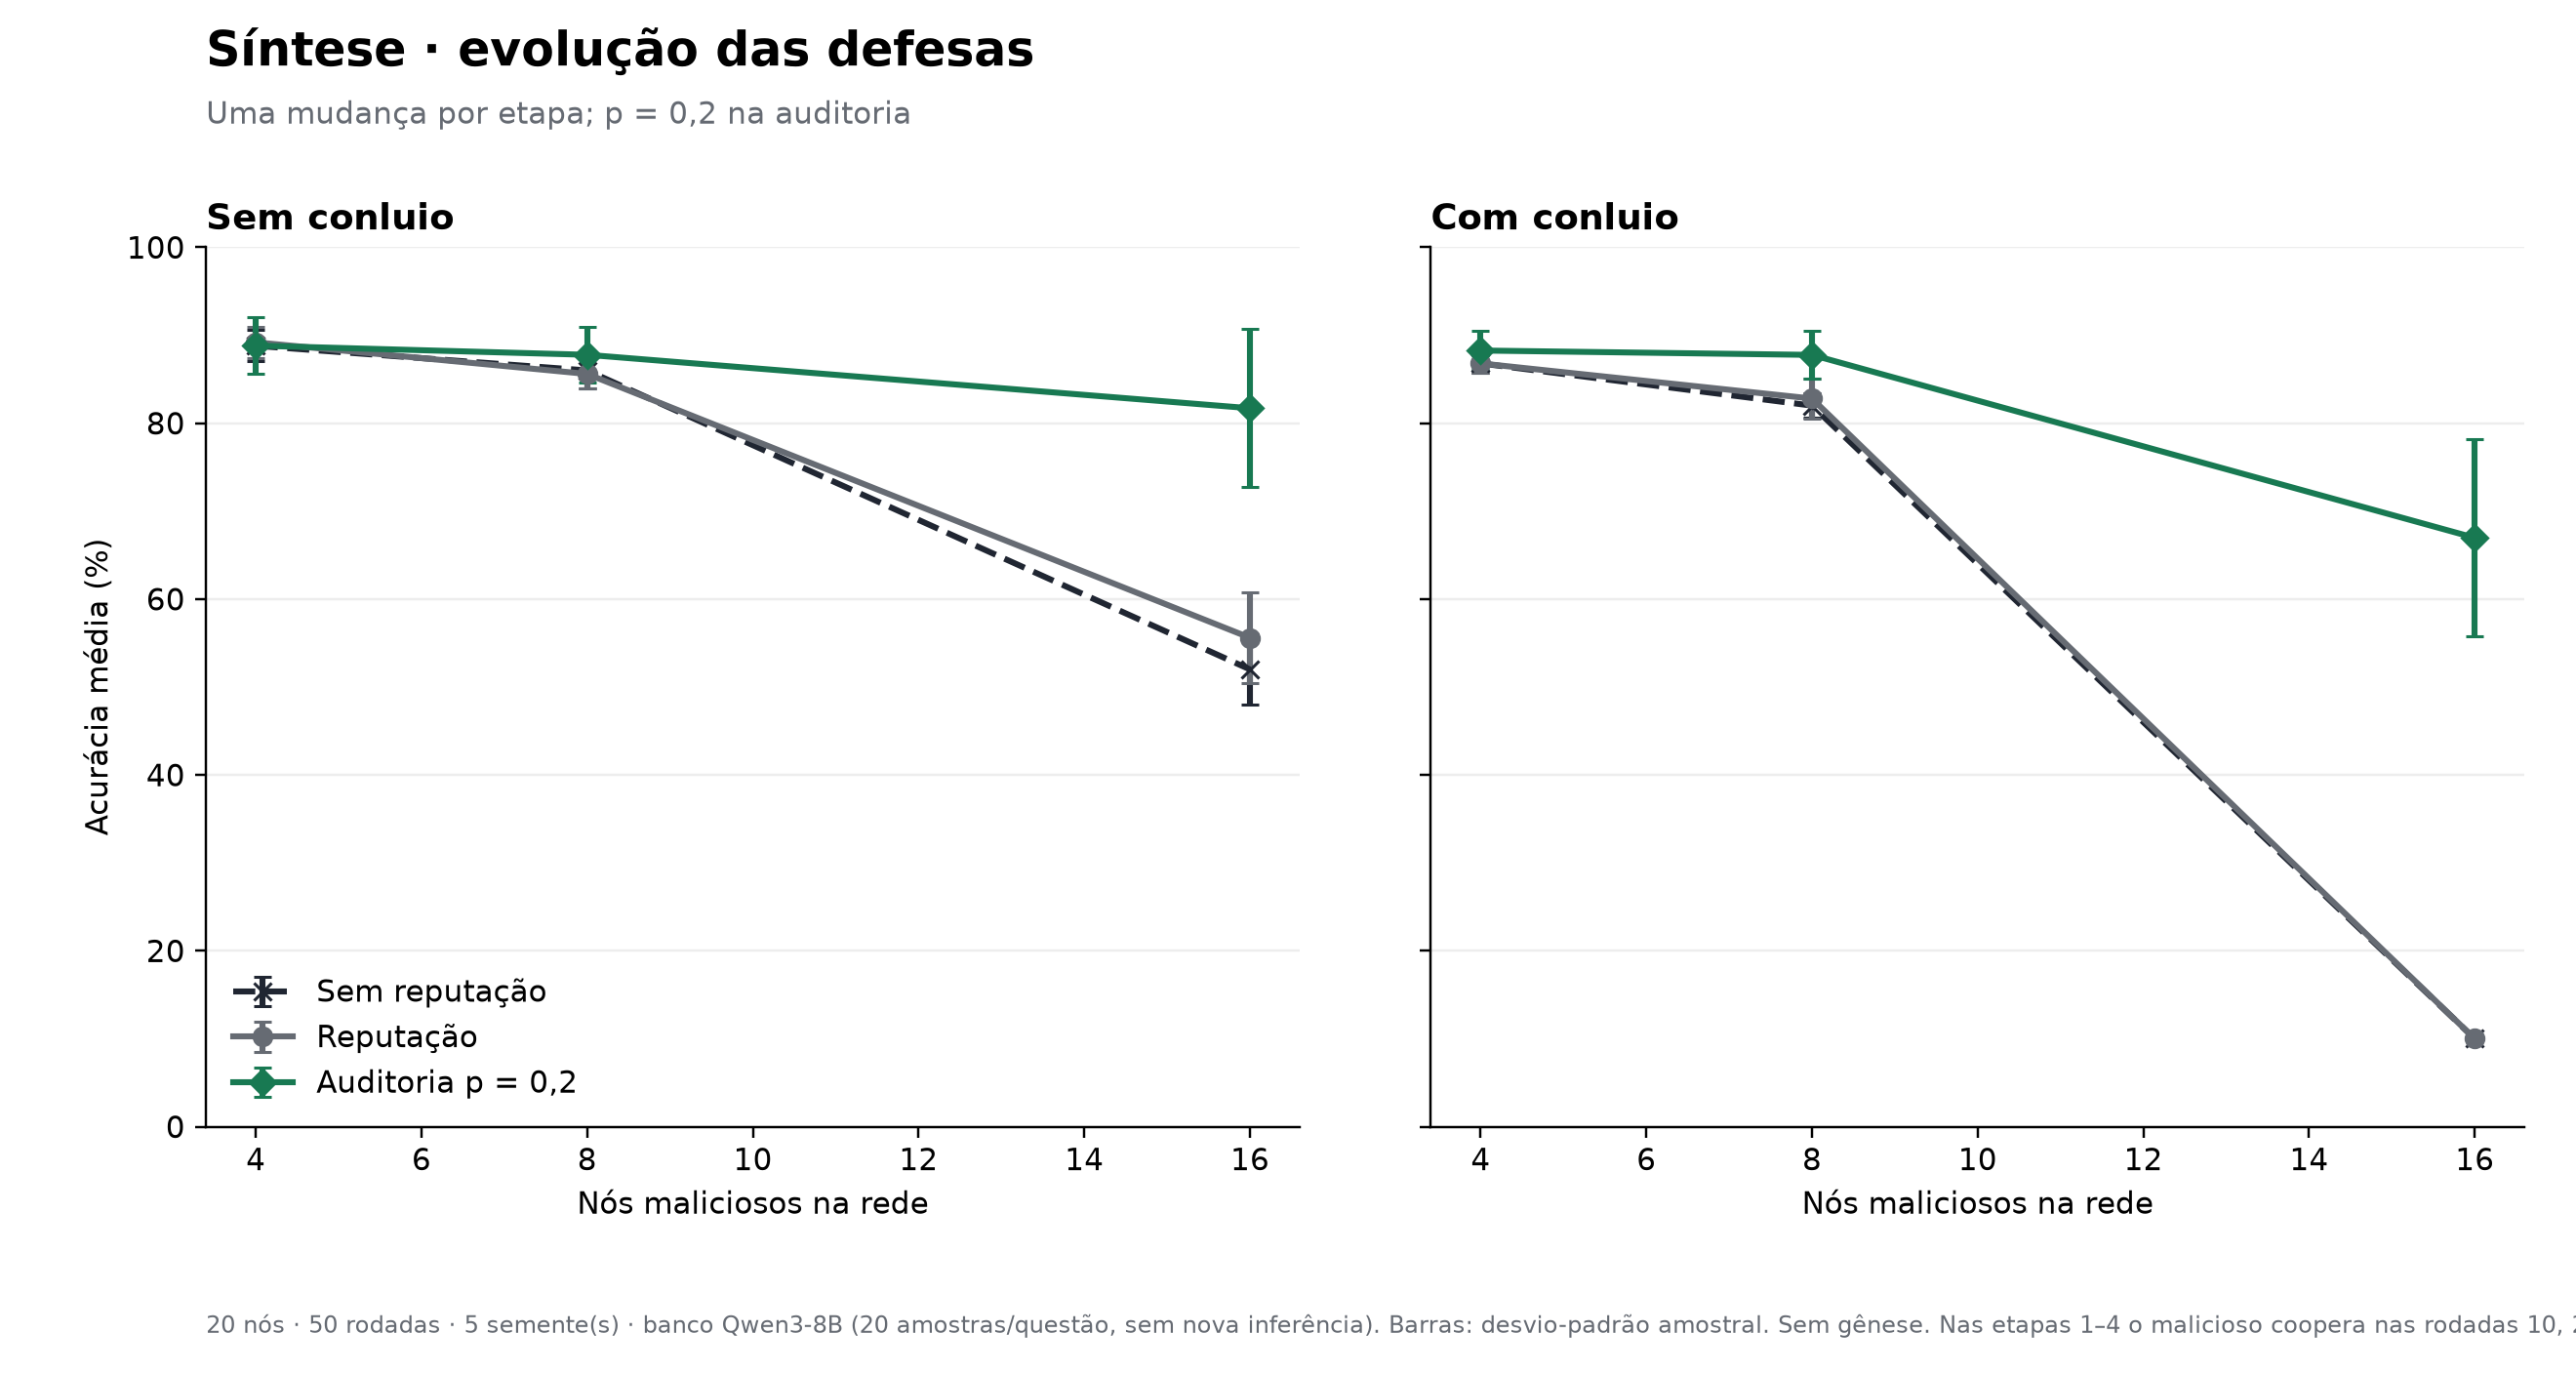 Síntese · evolução das defesas
Uma mudança por etapa; p = 0,2 na auditoria
Sem conluio
Com conluio
Acurácia média (%)
100
80
60
40
20
0
Sem reputação
Reputação
Auditoria p = 0,2
4 6 8 10 12 14 16
4 6 8 10 12 14 16
Nós maliciosos na rede
Nós maliciosos na rede
20 nós · 50 rodadas · 5 semente(s) · banco Qwen3-8B (20 amostras/questão, sem nova inferência). Barras: desvio-padrão amostral. Sem gênese. Nas etapas 1–4 o malicioso coopera nas rodadas 10,